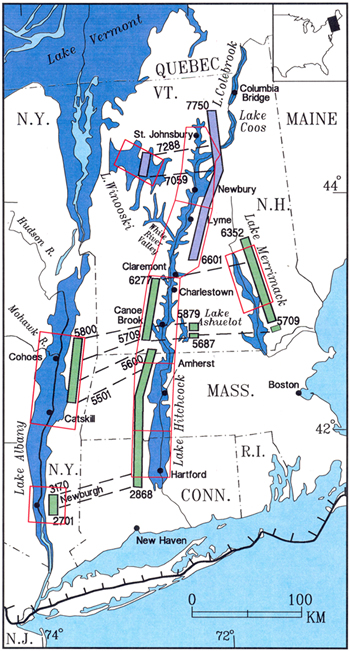 Lake Vermont
QUEBEC
L. Colebrook
Columbia
Bridge
VT.
7750
Lake
Coos
MAINE
N.Y.
St. Johnsbury
7288
7059
L. Winooski
Newbury
44
Lyme
N.H.
White
River
Valley
6352
Lake Merrimack
Hudson R.
6601
Claremont
6277
Charlestown
Canoe
Brook
5879
Lake
Ashuelot
5709
5709
5687
Mohawk R.
5800
5600
Cohoes
Amherst
MASS.
Boston
5501
Catskill
Lake Hitchcock
42
Lake Albany
R.I.
N.Y.
Hartford
3170
Newburgh
2868
CONN.
2701
New Haven
0
100
KM
N.J.
74°
72°